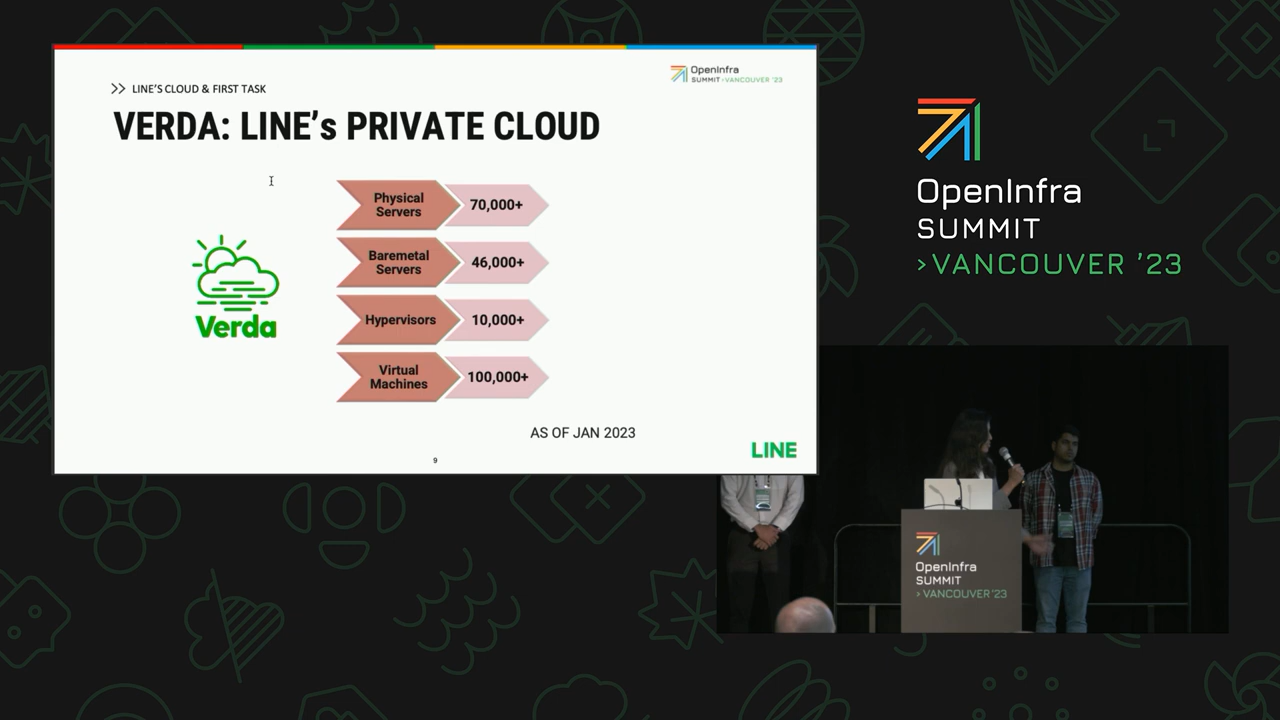 OpenInfra
SUMMIT >VANCOUVER '23
>> LINE'S CLOUD & FIRST TASK
VERDA: LINE's PRIVATE CLOUD
Physical
Servers
70,000+
Baremetal
Servers
46,000+
Hypervisors
10,000+
Virtual
Machines
100,000+
Verda
AS OF JAN 2023
LINE
9
OpenInfra
SUMMIT
>VANCOUVER '23
OpenInfra
SUMMIT
>VANCOUVER '23